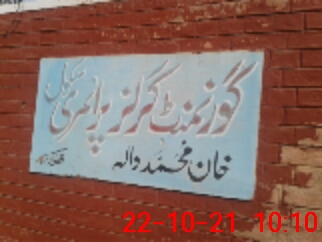 گورنمنٹ گرلز پرائمری سکول
خان محمد والہ
22-10-21 10:10